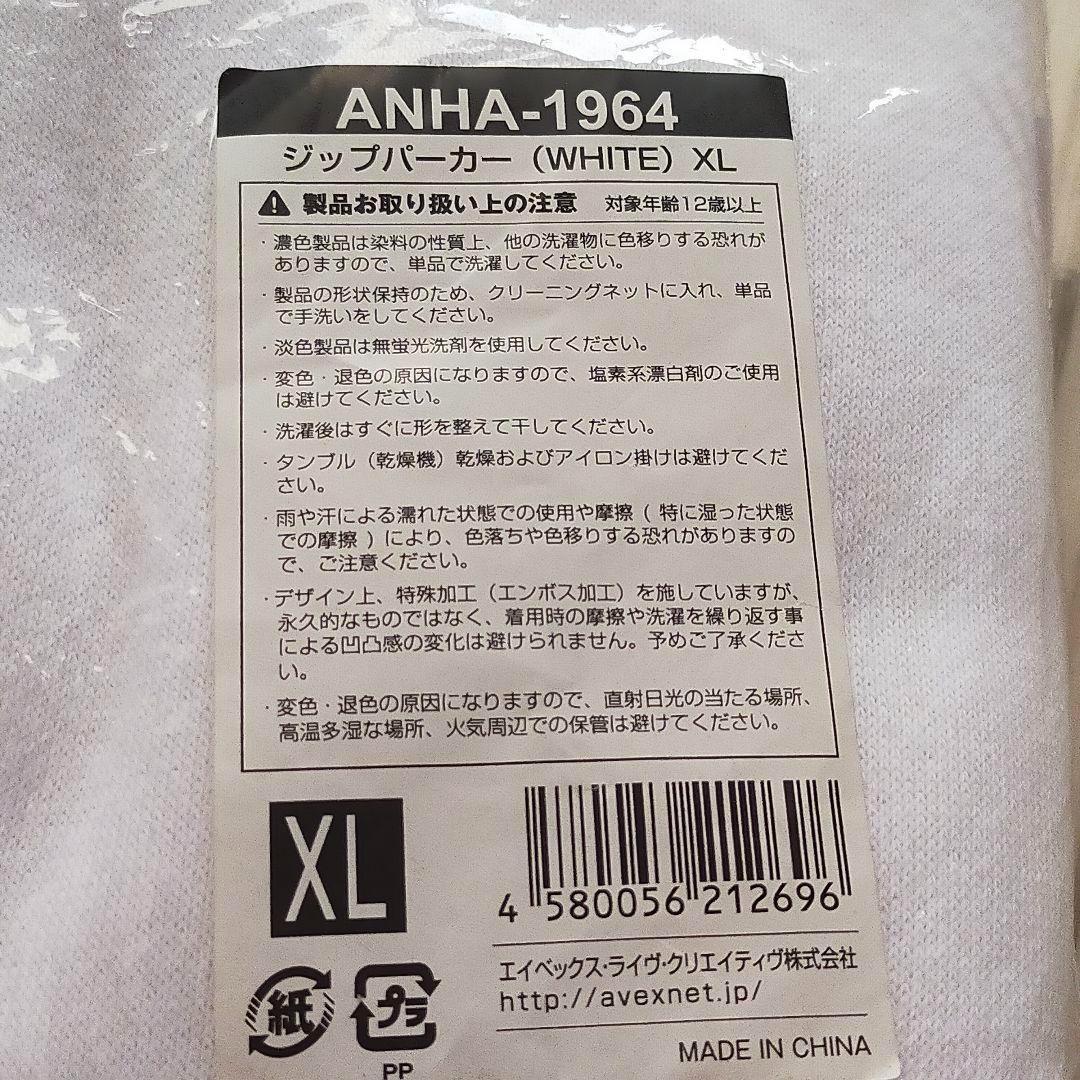 ANHA-1964
ジップパーカー（WHITE）XL
製品お取り扱い上の注意 対象年齢12歳以上
・濃色製品は染料の性質上、他の洗濯物に色移りする恐れが
ありますので、単品で洗濯してください。
・製品の形状保持のため、クリーニングネットに入れ、単品
で手洗いをしてください。
・淡色製品は無蛍光洗剤を使用してください。
・変色・退色の原因になりますので、塩素系漂白剤のご使用
は避けてください。
・洗濯後はすぐに形を整えて干してください。
・タンブル（乾燥機）乾燥およびアイロン掛けは避けてくだ
さい。
・雨や汗による濡れた状態での使用や摩擦（特に湿った状態
での摩擦）により、色落ちや色移りする恐れがありますの
で、ご注意ください。
・デザイン上、特殊加工（エンボス加工）を施していますが、
永久的なものではなく、着用時の摩擦や洗濯を繰り返す事
による凹凸感の変化は避けられません。予めご了承くださ
い。
・変色・退色の原因になりますので、直射日光の当たる場所、
高温多湿な場所、火気周辺での保管は避けてください。
XL
4 580056 212696
エイベックス・ライヴ・クリエイティヴ株式会社
http://avexnet.jp/
紙
プラ
PP
MADE IN CHINA